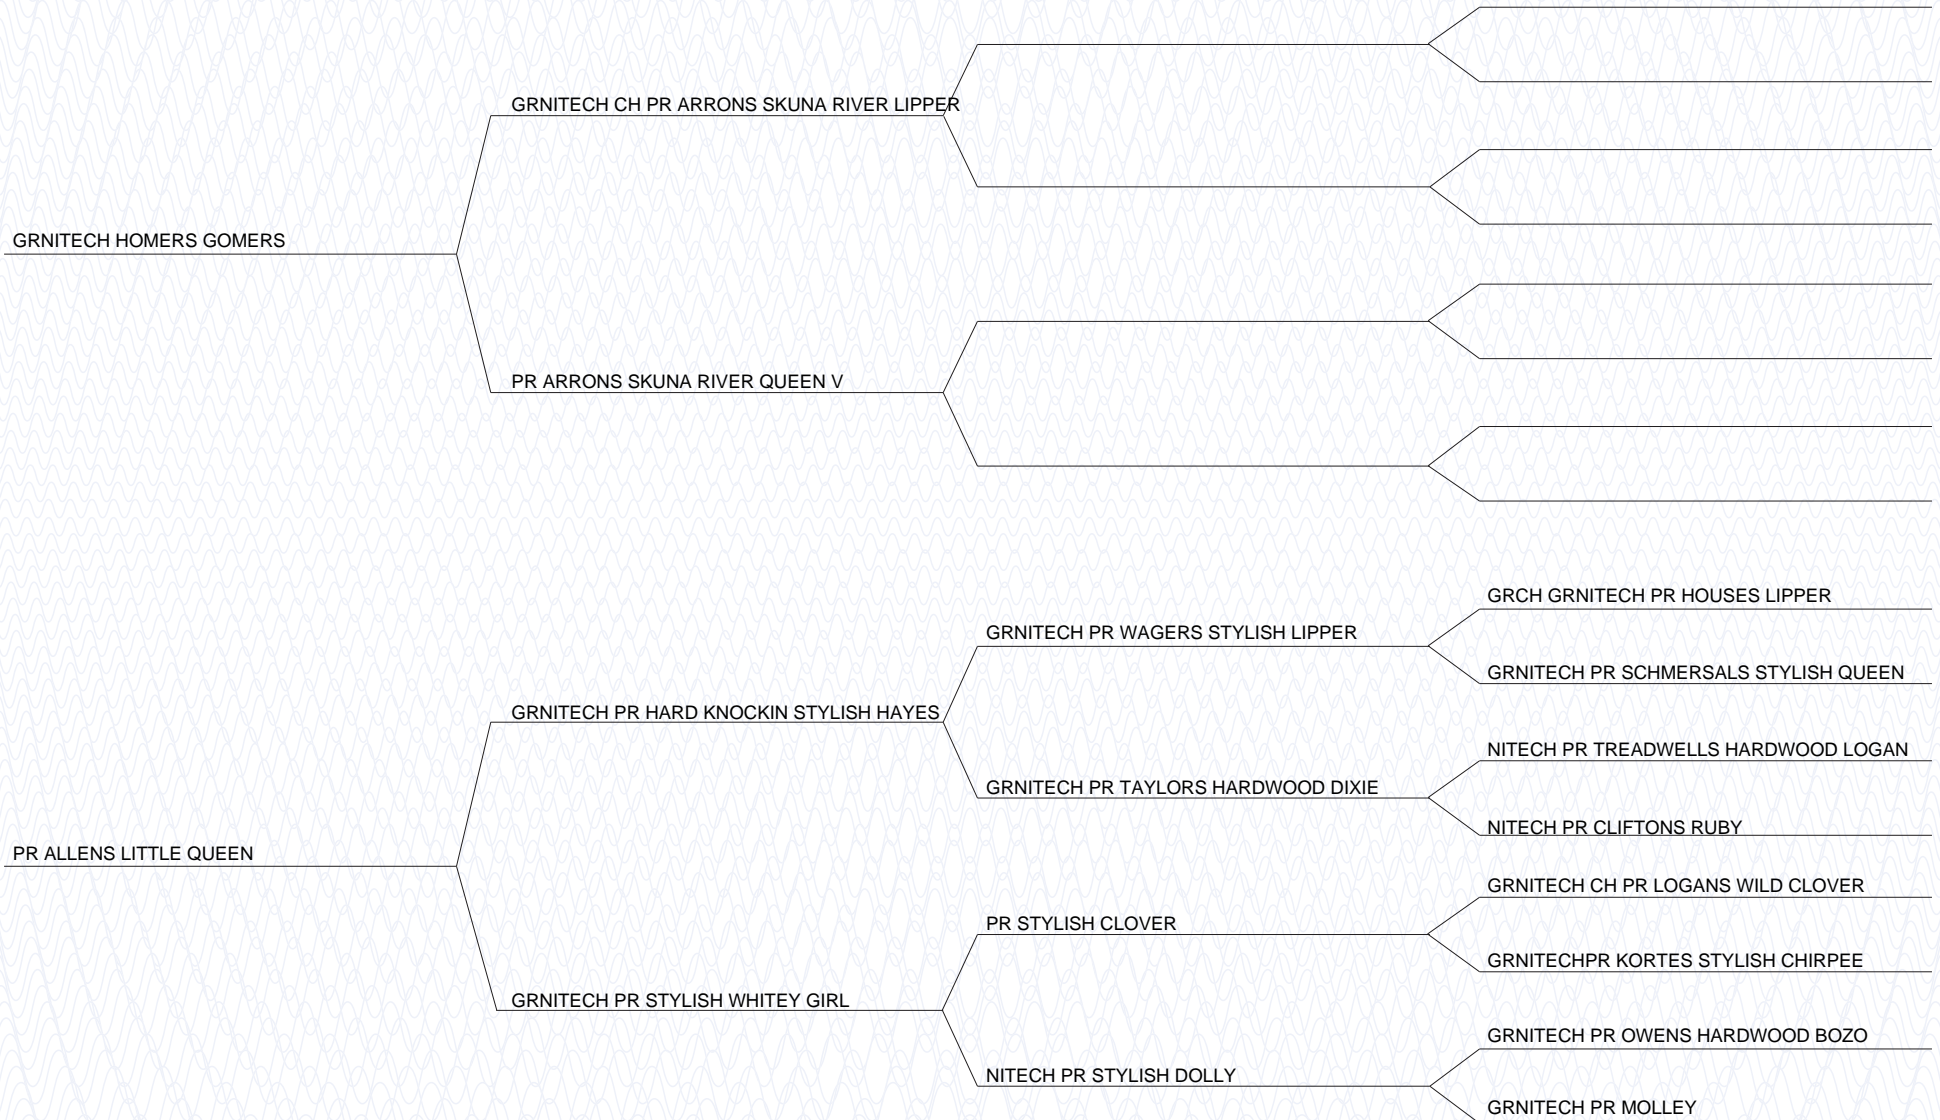 GRNITECH CH PR ARRONS SKUNA RIVER LIPPER
GRNITECH HOMERS GOMERS
PR ARRONS SKUNA RIVER QUEEN V
GRCH GRNITECH PR HOUSES LIPPER
GRNITECH PR WAGERS STYLISH LIPPER
GRNITECH PR SCHMERSALS STYLISH QUEEN
GRNITECH PR HARD KNOCKIN STYLISH HAYES
NITECH PR TREADWELLS HARDWOOD LOGAN
GRNITECH PR TAYLORS HARDWOOD DIXIE
NITECH PR CLIFTONS RUBY
PR ALLENS LITTLE QUEEN
GRNITECH CH PR LOGANS WILD CLOVER
PR STYLISH CLOVER
GRNITECHPR KORTES STYLISH CHIRPEE
GRNITECH PR STYLISH WHITEY GIRL
GRNITECH PR OWENS HARDWOOD BOZO
NITECH PR STYLISH DOLLY
GRNITECH PR MOLLEY